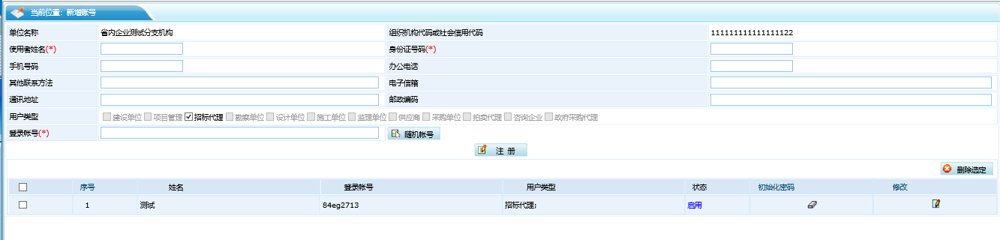 当前位置：新增账号
单位名称 省内企业测试分支机构 组织机构代码或社会信用代码 111111111111111122
使用者姓名(*) 身份证号码(*)
手机号码 办公电话
其他联系方法 电子信箱
通讯地址 邮政编码
用户类型 建设单位 项目管理 招标代理 勘察单位 设计单位 施工单位 监理单位 供应商 采购单位 拍卖代理 咨询企业 政府采购代理
登录帐号(*) 随机帐号
注 册
删除选定
序号 姓名 登录帐号 用户类型 状态 初始化密码 修改
1 测试 84eg2713 招标代理; 启用